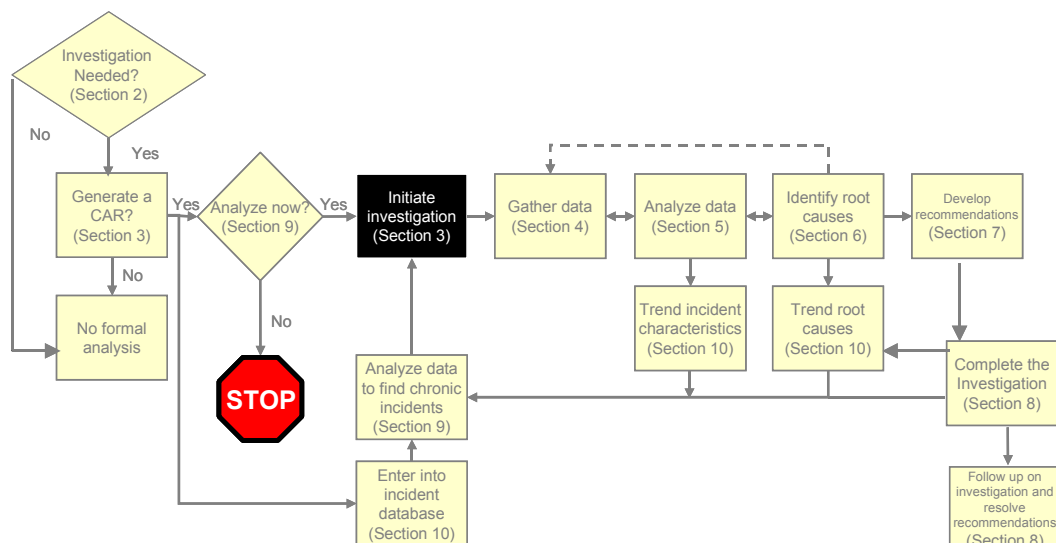 Investigation
Needed?
(Section 2)
No
Yes
Generate a
CAR?
(Section 3)
Yes
No
No formal
analysis
Analyze now?
(Section 9)
Yes
No
STOP
Initiate
investigation
(Section 3)
Gather data
(Section 4)
Analyze data
(Section 5)
Identify root
causes
(Section 6)
Develop
recommendations
(Section 7)
Trend incident
characteristics
(Section 10)
Trend root
causes
(Section 10)
Complete the
Investigation
(Section 8)
Analyze data
to find chronic
incidents
(Section 9)
Enter into
incident
database
(Section 10)
Follow up on
investigation and
resolve
recommendations
(Section 8)